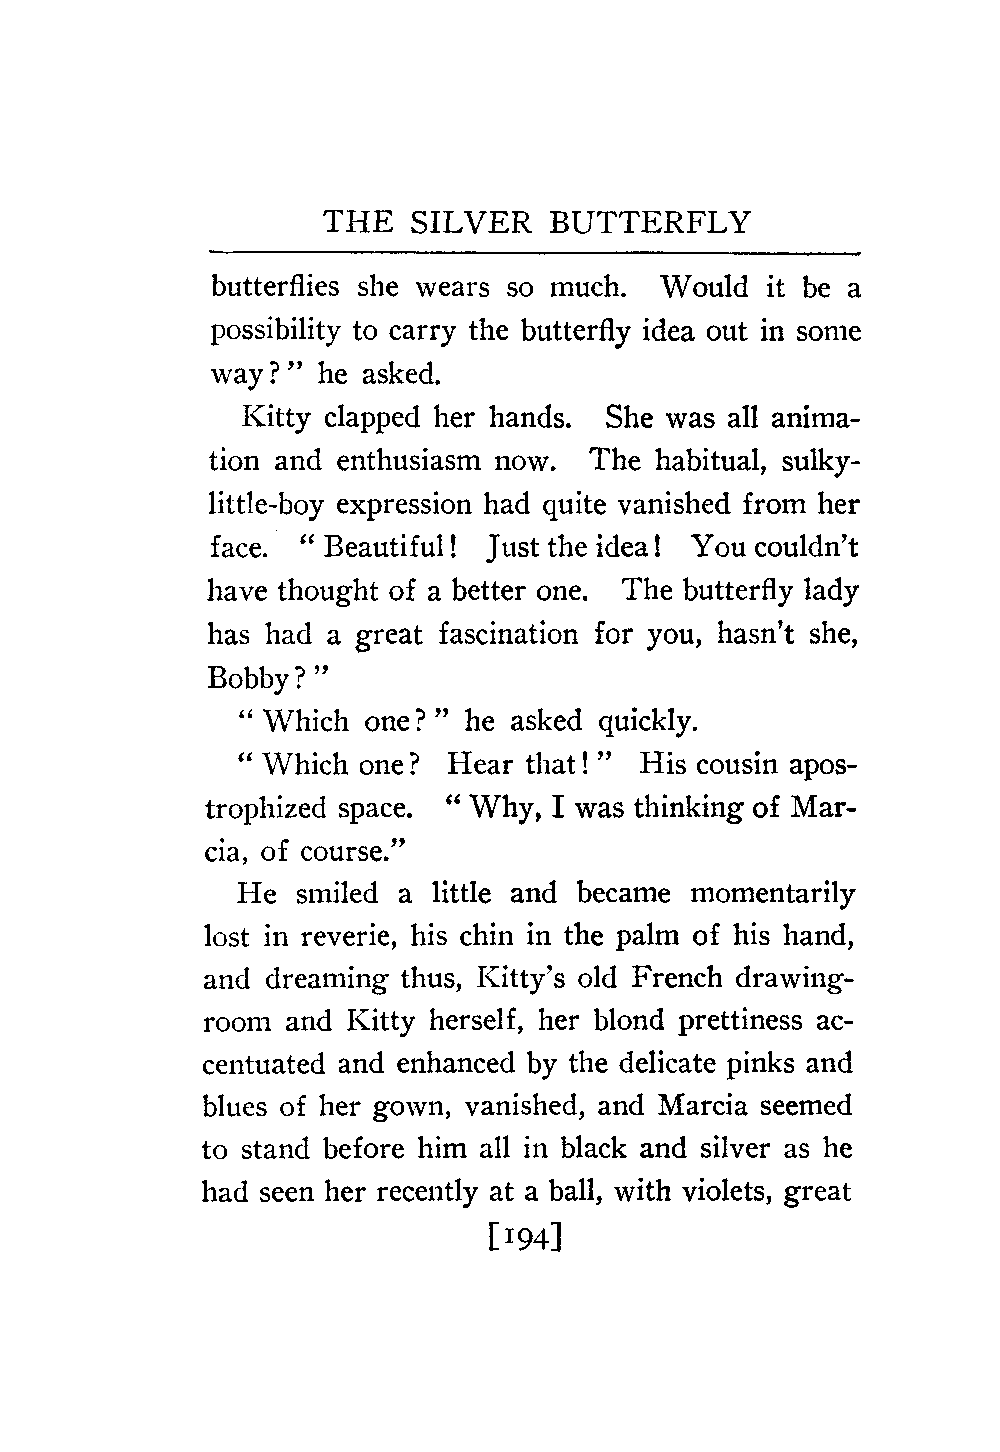 THE SILVER BUTTERFLY
butterflies she wears so much. Would it be a
possibility to carry the butterfly idea out in some
way?" he asked.
Kitty clapped her hands. She was all anima-
tion and enthusiasm now. The habitual, sulky-
little-boy expression had quite vanished from her
face. "Beautiful! Just the idea! You couldn't
have thought of a better one. The butterfly lady
has had a great fascination for you, hasn't she,
Bobby?"
"Which one?" he asked quickly.
"Which one? Hear that!" His cousin apos-
trophized space. "Why, I was thinking of Mar-
cia, of course."
He smiled a little and became momentarily
lost in reverie, his chin in the palm of his hand,
and dreaming thus, Kitty's old French drawing-
room and Kitty herself, her blond prettiness ac-
centuated and enhanced by the delicate pinks and
blues of her gown, vanished, and Marcia seemed
to stand before him all in black and silver as he
had seen her recently at a ball, with violets, great
[194]